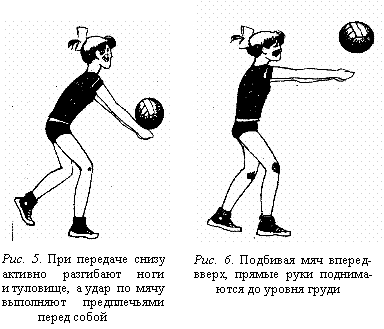 Рис. 5. При передаче снизу
активно разгибают ноги
и туловище, а удар по мячу
выполняют предплечьями
перед собой
Рис. 6. Подбивая мяч вперед-
вверх, прямые руки поднима-
ются до уровня груди